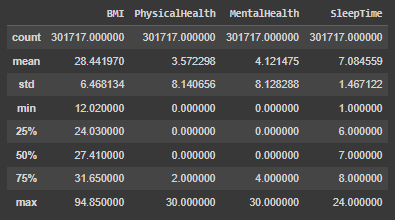 BMI PhysicalHealth MentalHealth SleepTime
count 301717.000000 301717.000000 301717.000000 301717.000000
mean 28.441970 3.572298 4.121475 7.084559
std 6.468134 8.140656 8.128288 1.467122
min 12.020000 0.000000 0.000000 1.000000
25% 24.030000 0.000000 0.000000 6.000000
50% 27.410000 0.000000 0.000000 7.000000
75% 31.650000 2.000000 4.000000 8.000000
max 94.850000 30.000000 30.000000 24.000000